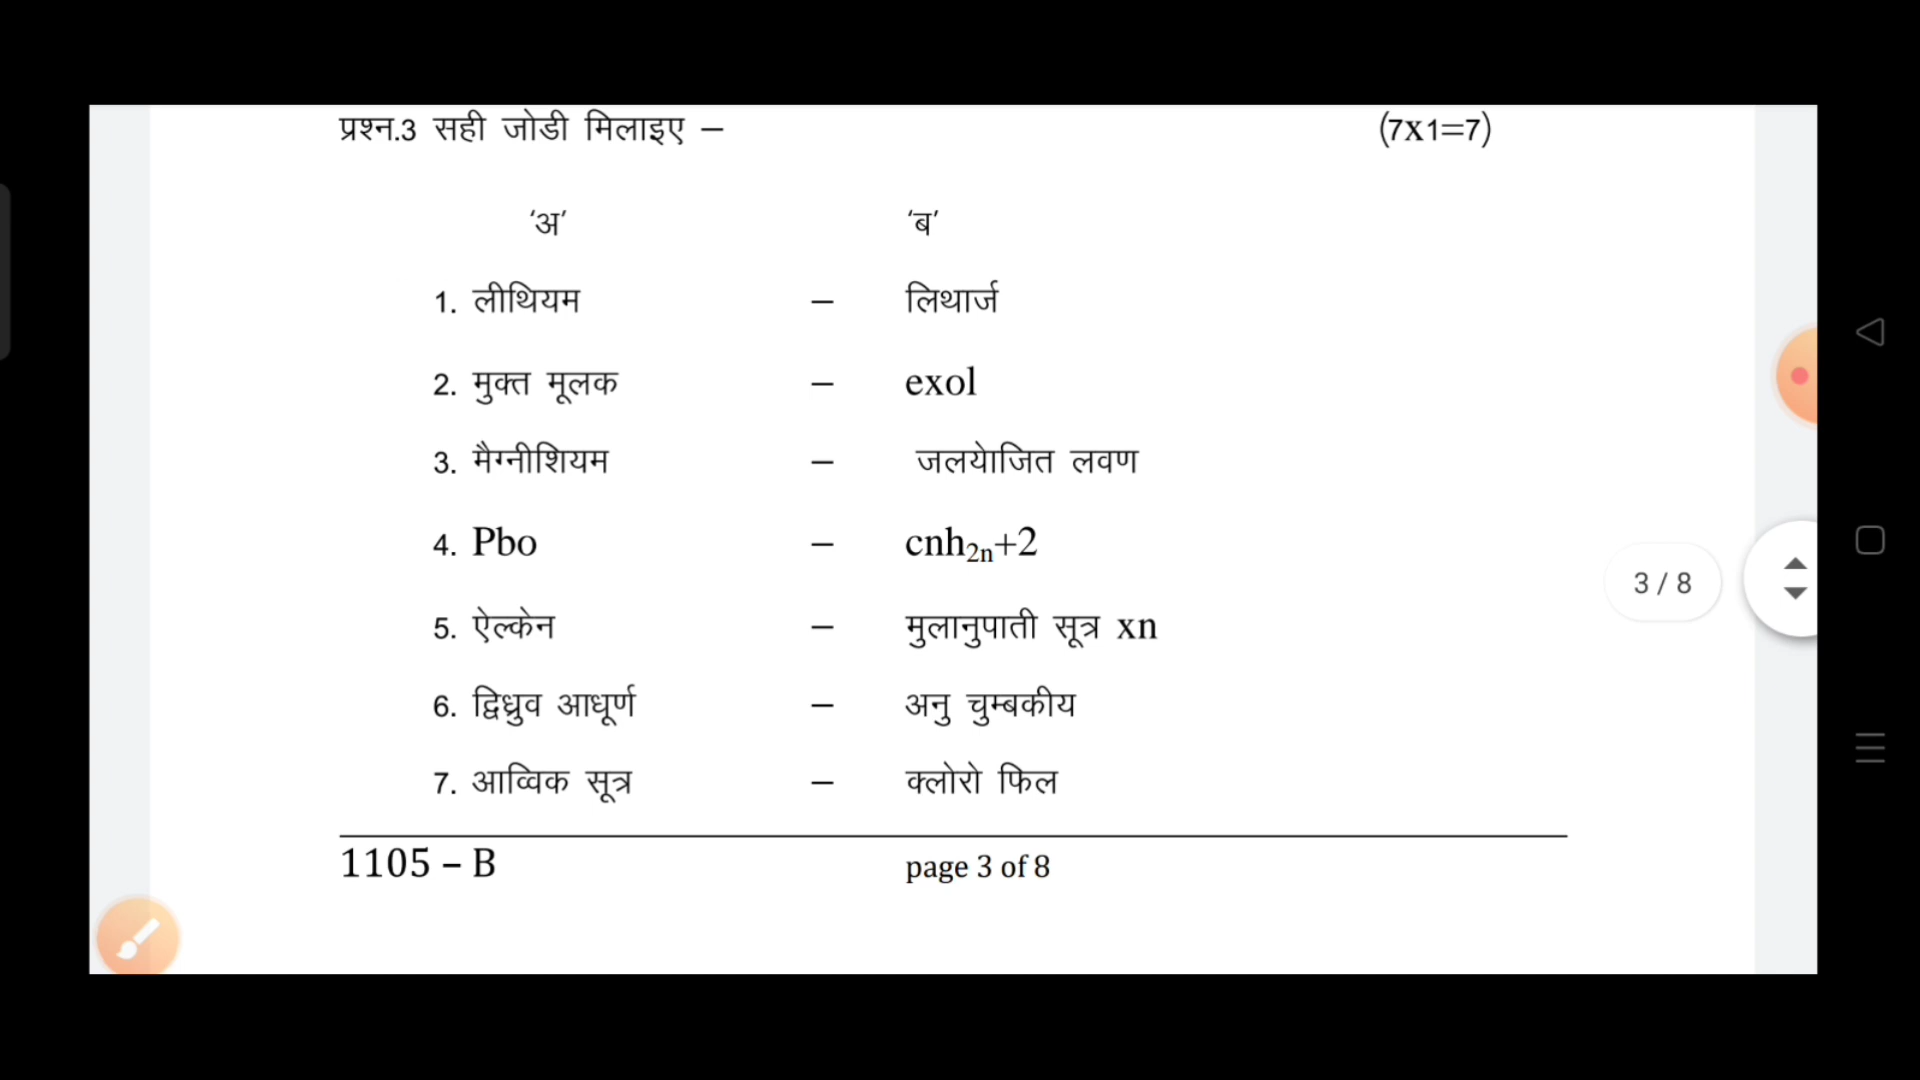 प्रश्न.3 सही जोडी मिलाइए – (7x1=7)
‘अ’ ‘ब’
1. लीथियम – लिथार्ज
2. मुक्त मूलक – exol
3. मैग्नीशियम – जलयेाजित लवण
4. Pbo – cnh₂ₙ+2
5. ऐल्केन – मुलानुपाती सूत्र xn
6. द्विध्रुव आधूर्ण – अनु चुम्बकीय
7. आव्विक सूत्र – क्लोरो फिल
3 / 8
1105 – B page 3 of 8